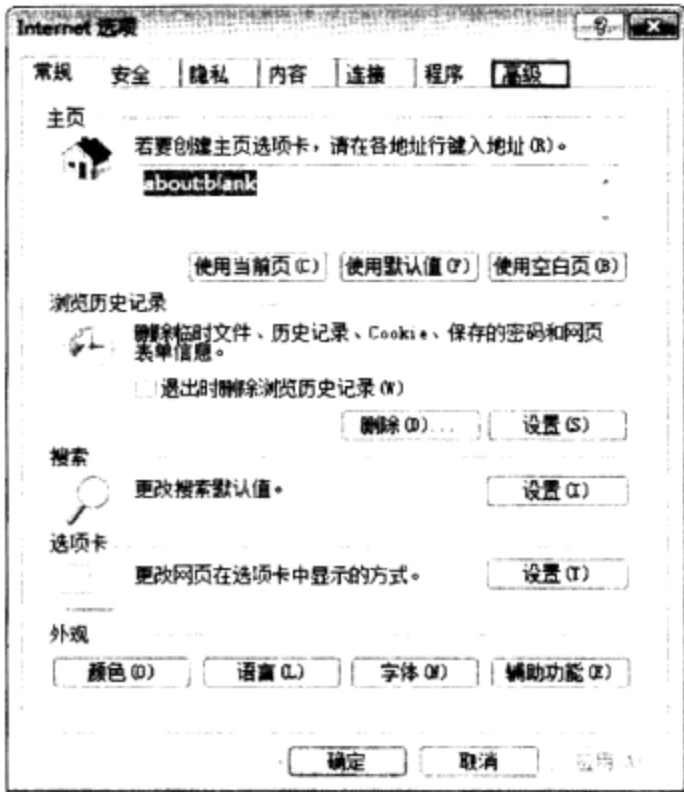 Internet 选项
常规 安全 隐私 内容 连接 程序 高级
主页
若要创建主页选项卡，请在各地址行键入地址(R)。
about:blank
使用当前页(C) 使用默认值(F) 使用空白页(B)
浏览历史记录
删除临时文件、历史记录、Cookie、保存的密码和网页
表单信息。
退出时删除浏览历史记录(W)
删除(D)... 设置(S)
搜索
更改搜索默认值。 设置(I)
选项卡
更改网页在选项卡中显示的方式。 设置(T)
外观
颜色(O) 语言(L) 字体(N) 辅助功能(E)
确定 取消 应用(A)